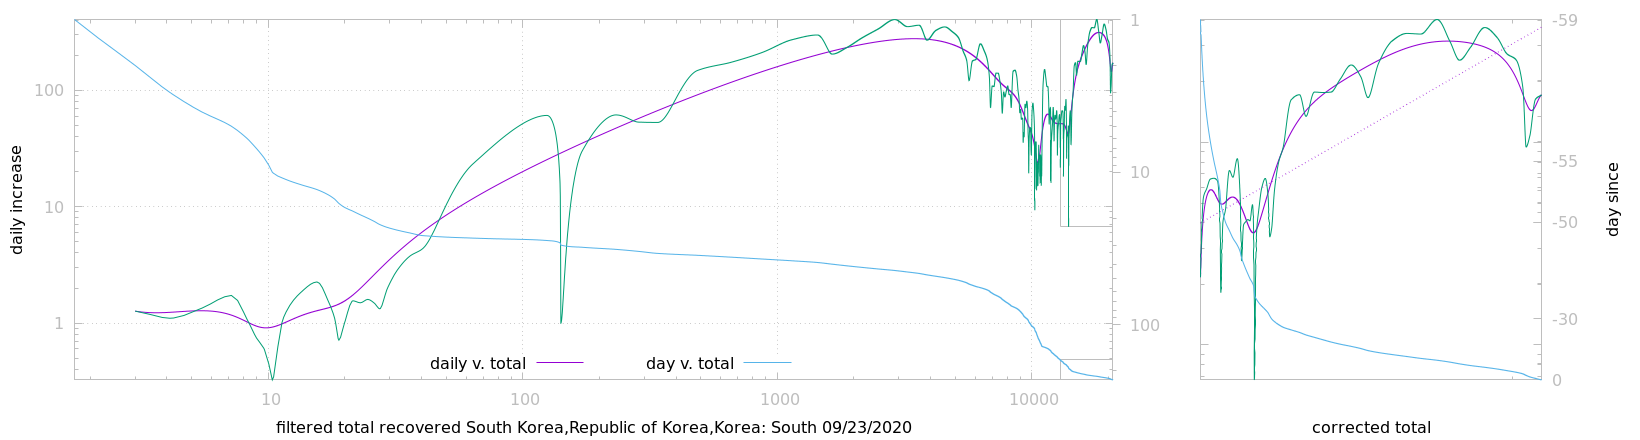 daily increase
100
10
1
10
100
1000
10000
1
10
100
daily v. total
day v. total
filtered total recovered South Korea,Republic of Korea,Korea: South 09/23/2020
-59
-55
-50
-30
0
day since
corrected total